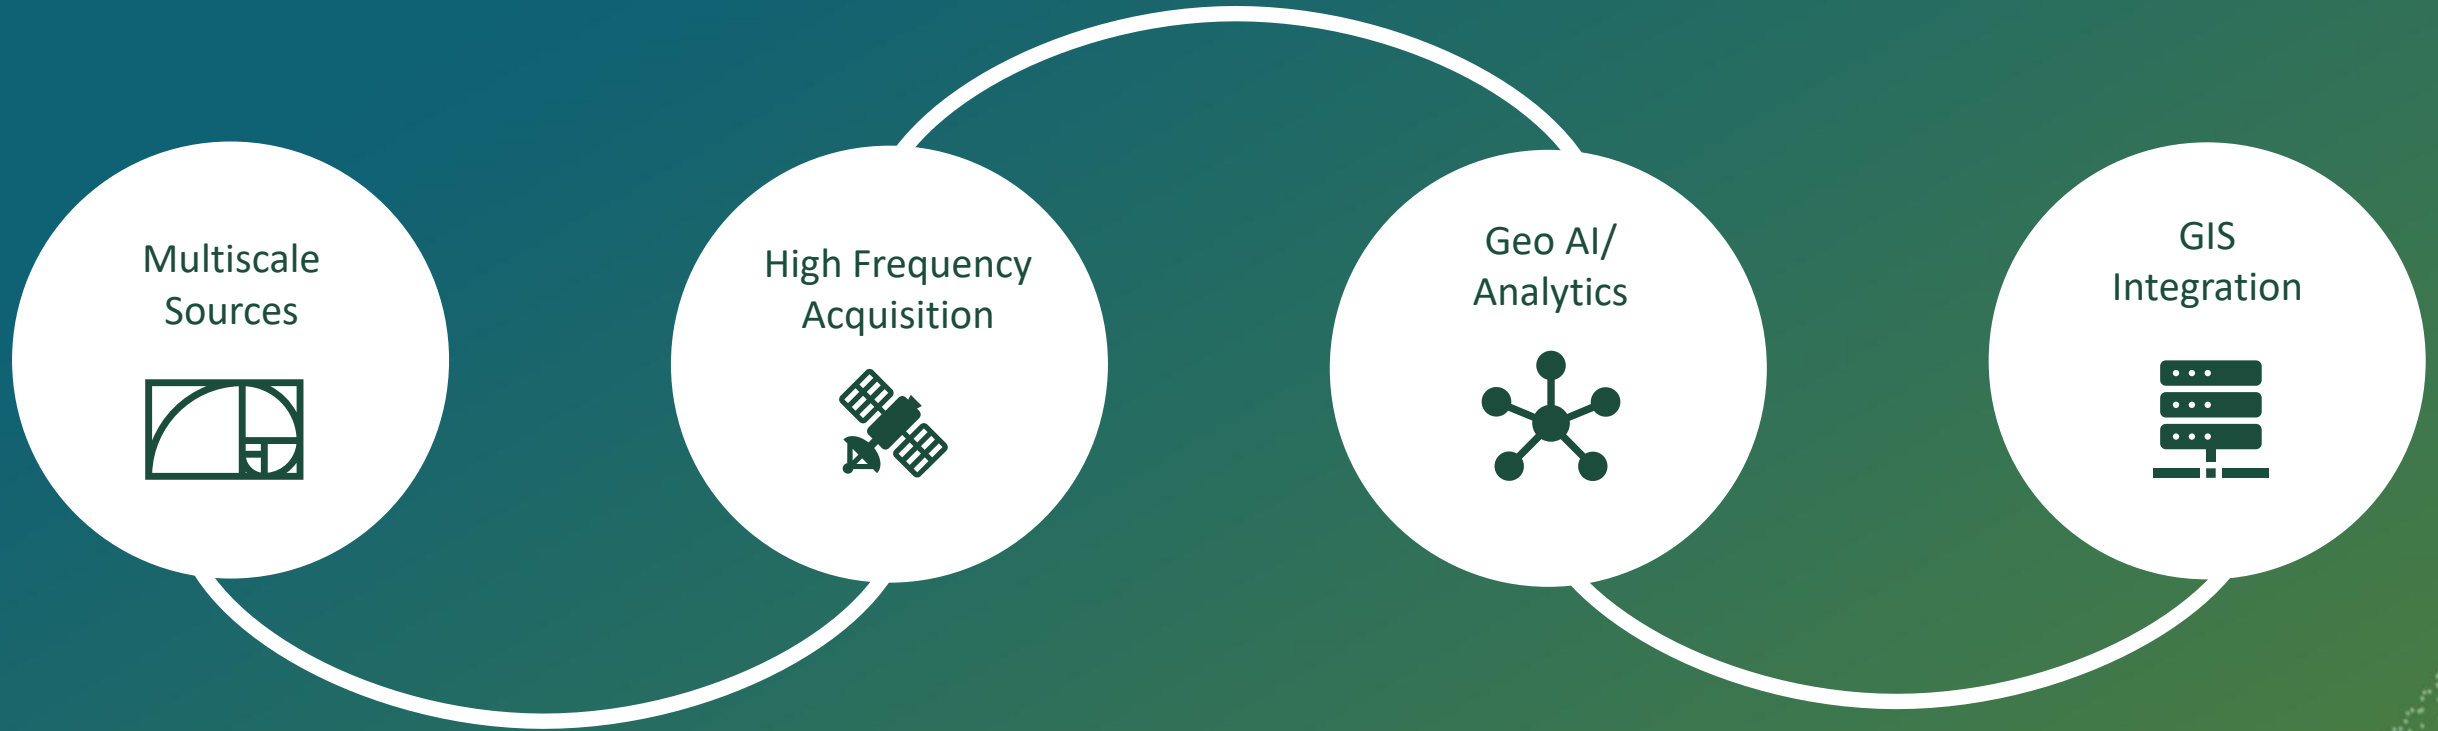 Multiscale
Sources
High Frequency
Acquisition
Geo AI/
Analytics
GIS
Integration